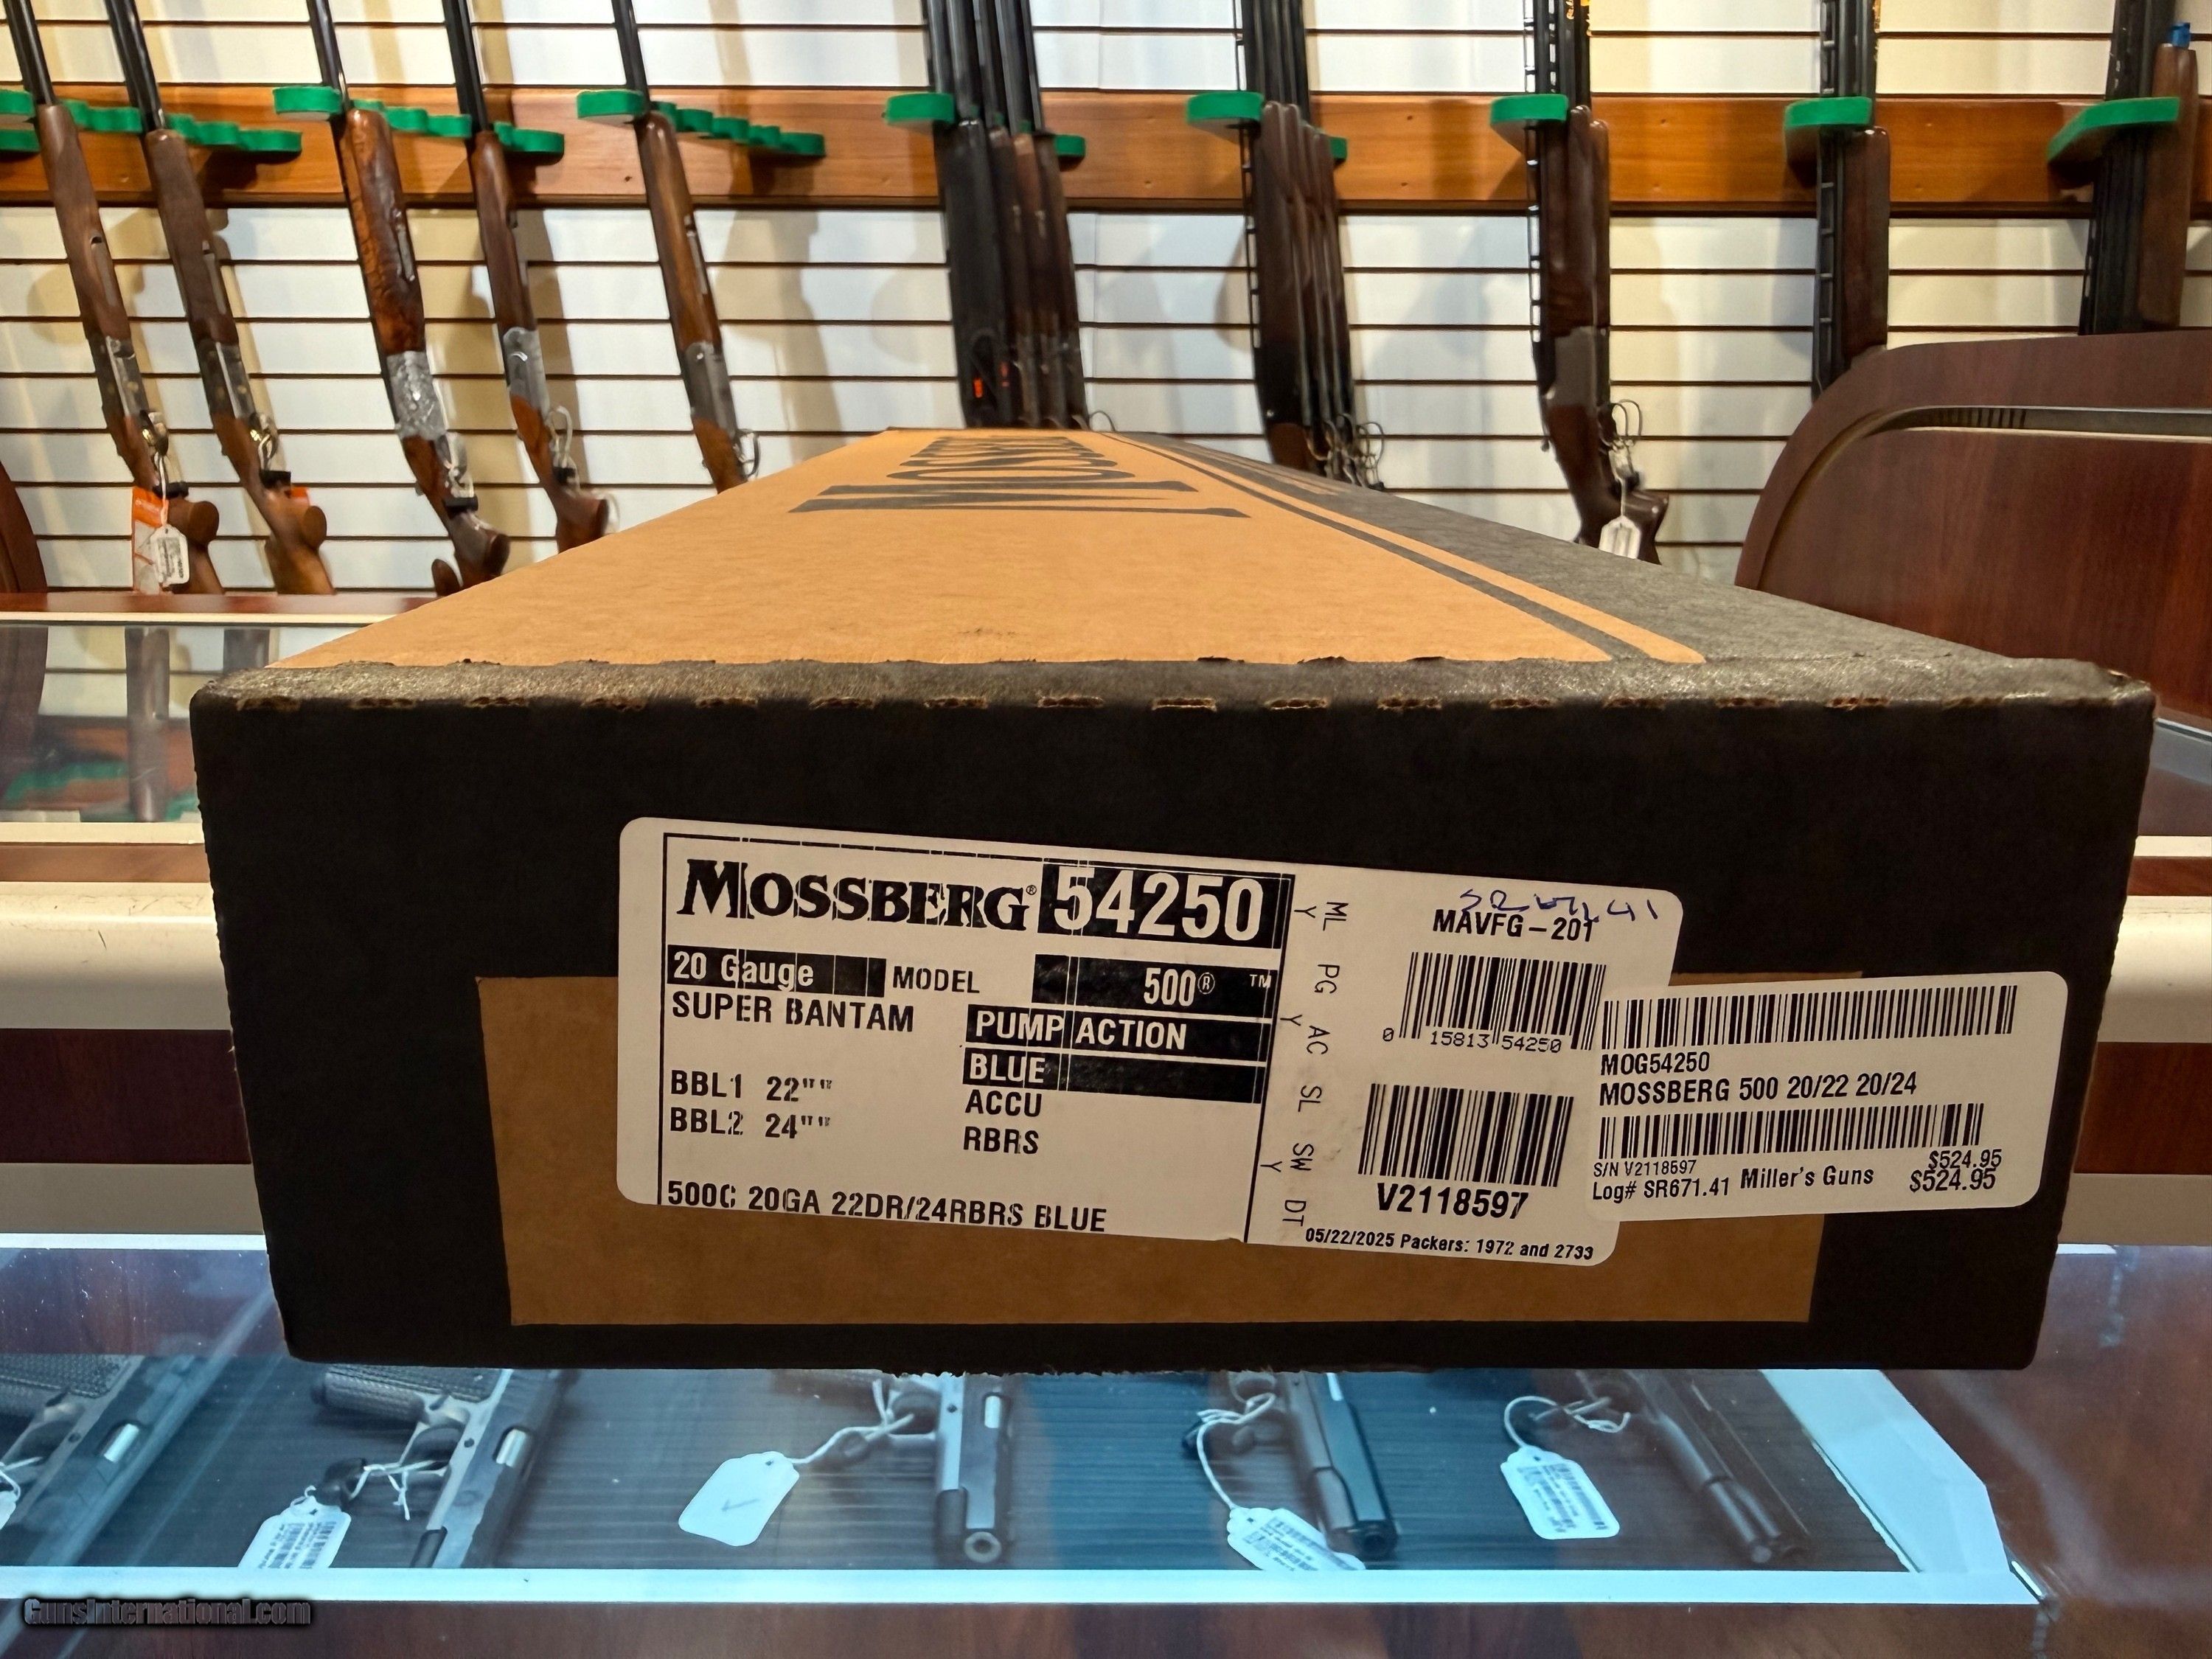 MOSSBERG
MOSSBERG® 54250
20 Gauge MODEL 500® TM
SUPER BANTAM PUMP ACTION
BLUE
BBL1 22"" ACCU
BBL2 24"" RBRS
500C 20GA 22DR/24RBRS BLUE
ML PG AC SL SW DT
Y Y Y
MAVFG-201
0 15813 54250
V2118597
05/22/2025 Packers: 1972 and 2733
MOG54250
MOSSBERG 500 20/22 20/24
S/N V2118597 $524.95
Log# SR671.41 Miller's Guns $524.95
GunsInternational.com